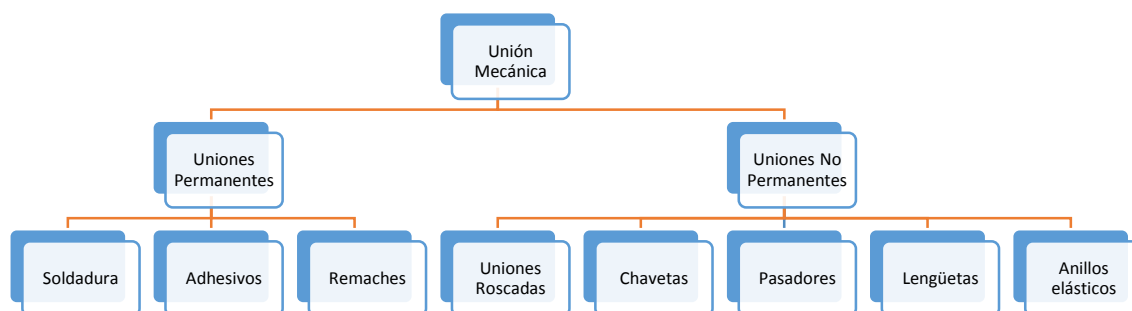 Unión
Mecánica
Uniones
Permanentes
Uniones No
Permanentes
Soldadura
Adhesivos
Remaches
Uniones
Roscadas
Chavetas
Pasadores
Lengüetas
Anillos
elásticos